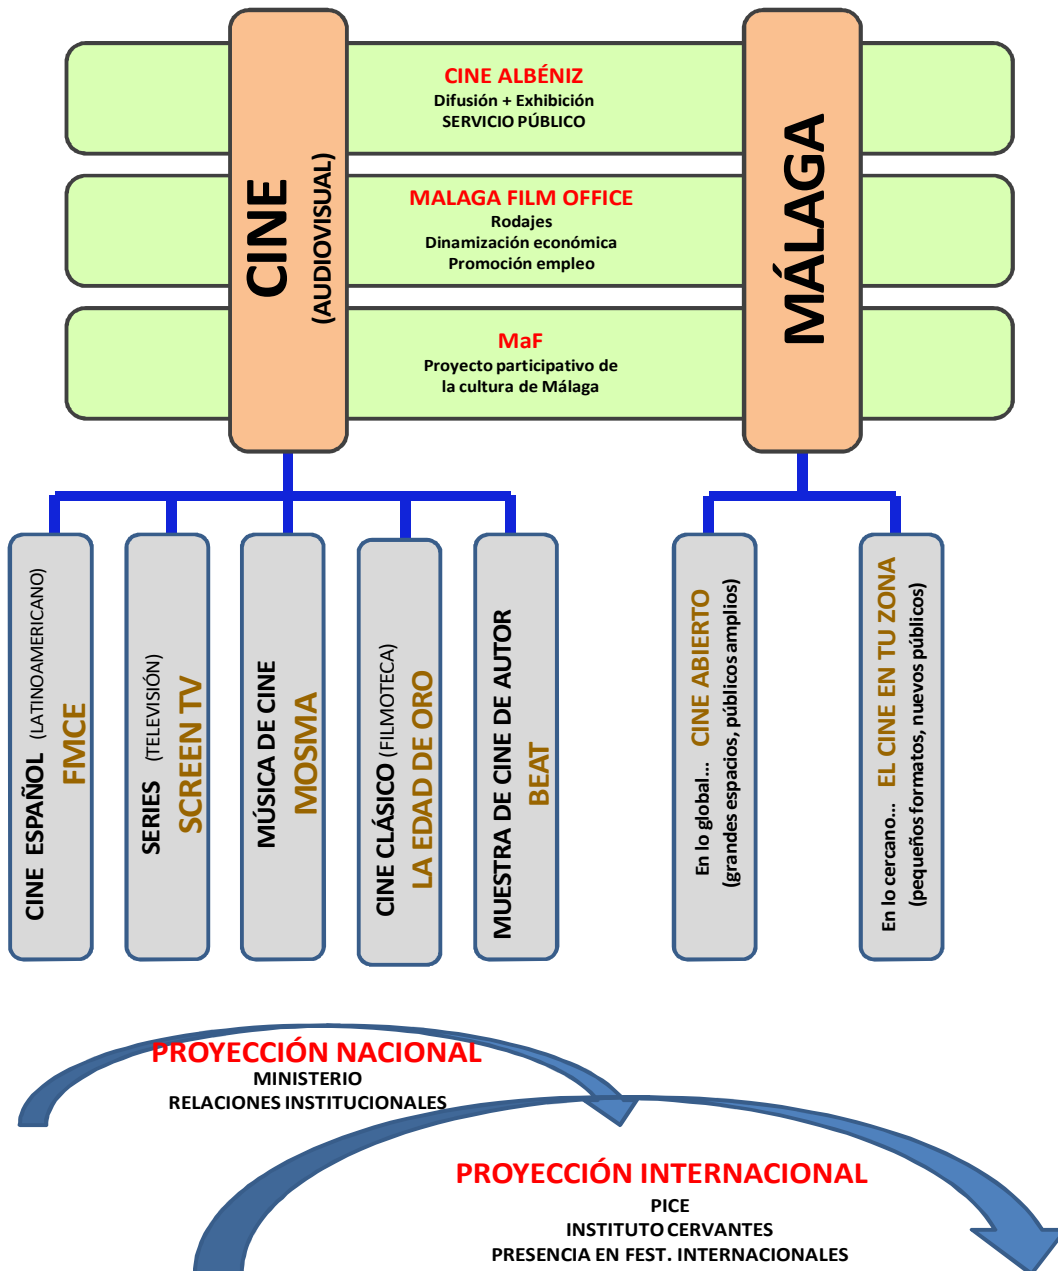 CINE
(AUDIOVISUAL)
MÁLAGA
CINE ALBÉNIZ
Difusión + Exhibición
SERVICIO PÚBLICO
MALAGA FILM OFFICE
Rodajes
Dinamización económica
Promoción empleo
MaF
Proyecto participativo de
la cultura de Málaga
CINE ESPAÑOL (LATINOAMERICANO)
FMCE
SERIES (TELEVISIÓN)
SCREEN TV
MÚSICA DE CINE
MOSMA
CINE CLÁSICO (FILMOTECA)
LA EDAD DE ORO
MUESTRA DE CINE DE AUTOR
BEAT
En lo global... CINE ABIERTO
(grandes espacios, públicos amplios)
En lo cercano... EL CINE EN TU ZONA
(pequeños formatos, nuevos públicos)
PROYECCIÓN NACIONAL
MINISTERIO
RELACIONES INSTITUCIONALES
PROYECCIÓN INTERNACIONAL
PICE
INSTITUTO CERVANTES
PRESENCIA EN FEST. INTERNACIONALES